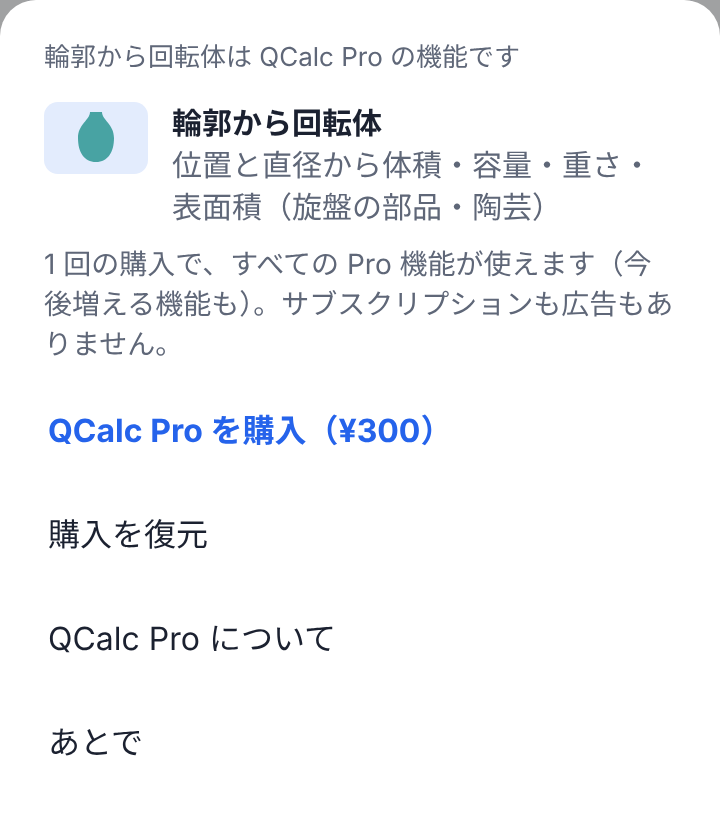 輪郭から回転体は QCalc Pro の機能です
輪郭から回転体
位置と直径から体積・容量・重さ・
表面積（旋盤の部品・陶芸）
1 回の購入で、すべての Pro 機能が使えます（今
後増える機能も）。サブスクリプションも広告もあ
りません。
QCalc Pro を購入（¥300）
購入を復元
QCalc Pro について
あとで